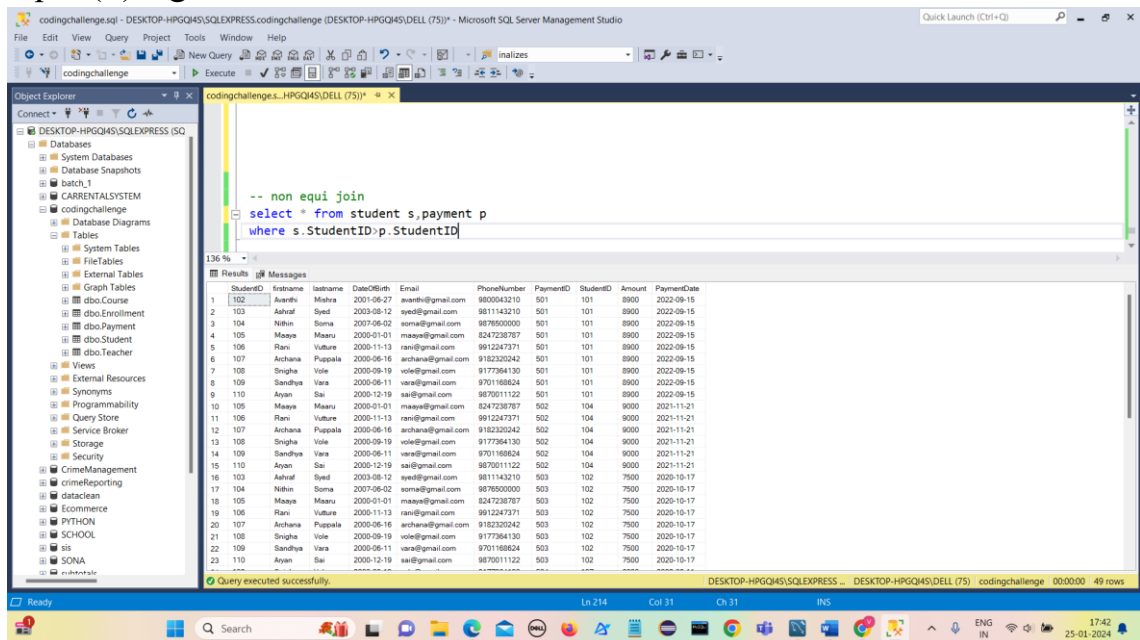 codingchallenge.sql - DESKTOP-HPGQI4S\SQLEXPRESS.codingchallenge (DESKTOP-HPGQI4S\DELL (75))* - Microsoft SQL Server Management Studio
Quick Launch (Ctrl+Q)
File Edit View Query Project Tools Window Help
New Query
inalizes
codingchallenge
Execute
Object Explorer
codingchallenge.s...HPGQI4S\DELL (75))*
Connect
DESKTOP-HPGQI4S\SQLEXPRESS (SQ
Databases
System Databases
Database Snapshots
batch_1
CARRENTALSYSTEM
codingchallenge
Database Diagrams
Tables
System Tables
FileTables
External Tables
Graph Tables
dbo.Course
dbo.Enrollment
dbo.Payment
dbo.Student
dbo.Teacher
Views
External Resources
Synonyms
Programmability
Query Store
Service Broker
Storage
Security
CrimeManagement
crimeReporting
dataclean
Ecommerce
PYTHON
SCHOOL
sis
SONA
subtotals
-- non equi join
select * from student s,payment p
where s.StudentID>p.StudentID
136 %
Results Messages
StudentID firstname lastname DateOfBirth Email PhoneNumber PaymentID StudentID Amount PaymentDate
1 102 Avanthi Mishra 2001-06-27 avanthi@gmail.com 9800043210 501 101 8900 2022-09-15
2 103 Ashraf Syed 2003-08-12 syed@gmail.com 9811143210 501 101 8900 2022-09-15
3 104 Nithin Soma 2007-06-02 soma@gmail.com 9876500000 501 101 8900 2022-09-15
4 105 Maaya Maaru 2000-01-01 maaya@gmail.com 8247238787 501 101 8900 2022-09-15
5 106 Rani Vutture 2000-11-13 rani@gmail.com 9912247371 501 101 8900 2022-09-15
6 107 Archana Puppala 2000-06-16 archana@gmail.com 9182320242 501 101 8900 2022-09-15
7 108 Snigha Vole 2000-09-19 vole@gmail.com 9177364130 501 101 8900 2022-09-15
8 109 Sandhya Vara 2000-06-11 vara@gmail.com 9701168624 501 101 8900 2022-09-15
9 110 Aryan Sai 2000-12-19 sai@gmail.com 9870011122 501 101 8900 2022-09-15
10 105 Maaya Maaru 2000-01-01 maaya@gmail.com 8247238787 502 104 9000 2021-11-21
11 106 Rani Vutture 2000-11-13 rani@gmail.com 9912247371 502 104 9000 2021-11-21
12 107 Archana Puppala 2000-06-16 archana@gmail.com 9182320242 502 104 9000 2021-11-21
13 108 Snigha Vole 2000-09-19 vole@gmail.com 9177364130 502 104 9000 2021-11-21
14 109 Sandhya Vara 2000-06-11 vara@gmail.com 9701168624 502 104 9000 2021-11-21
15 110 Aryan Sai 2000-12-19 sai@gmail.com 9870011122 502 104 9000 2021-11-21
16 103 Ashraf Syed 2003-08-12 syed@gmail.com 9811143210 503 102 7500 2020-10-17
17 104 Nithin Soma 2007-06-02 soma@gmail.com 9876500000 503 102 7500 2020-10-17
18 105 Maaya Maaru 2000-01-01 maaya@gmail.com 8247238787 503 102 7500 2020-10-17
19 106 Rani Vutture 2000-11-13 rani@gmail.com 9912247371 503 102 7500 2020-10-17
20 107 Archana Puppala 2000-06-16 archana@gmail.com 9182320242 503 102 7500 2020-10-17
21 108 Snigha Vole 2000-09-19 vole@gmail.com 9177364130 503 102 7500 2020-10-17
22 109 Sandhya Vara 2000-06-11 vara@gmail.com 9701168624 503 102 7500 2020-10-17
23 110 Aryan Sai 2000-12-19 sai@gmail.com 9870011122 503 102 7500 2020-10-17
Query executed successfully.
DESKTOP-HPGQI4S\SQLEXPRESS ... DESKTOP-HPGQI4S\DELL (75) codingchallenge 00:00:00 49 rows
Ready Ln 214 Col 31 Ch 31 INS
Search
ENG
IN
17:42
25-01-2024